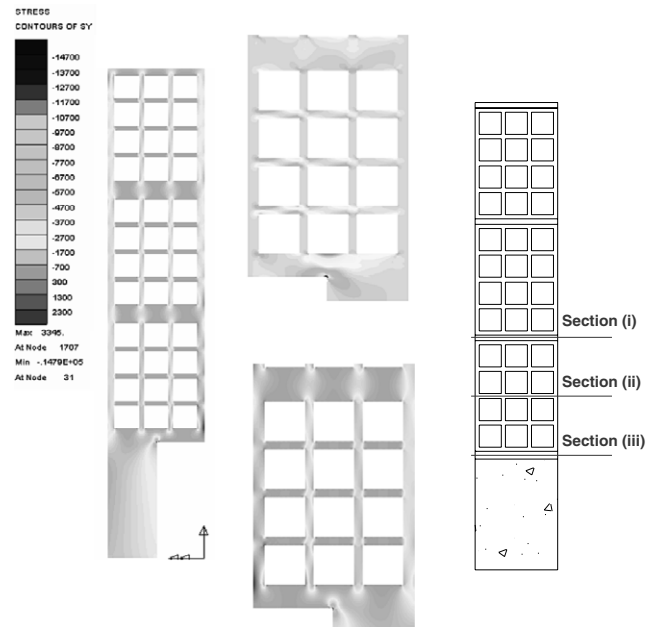 STRESS
CONTOURS OF SY
-14700
-13700
-12700
-11700
-10700
-9700
-8700
-7700
-6700
-5700
-4700
-3700
-2700
-1700
-700
300
1300
2300
Max 3345.
At Node 1707
Min -.1479E+05
At Node 31
Section (i)
Section (ii)
Section (iii)